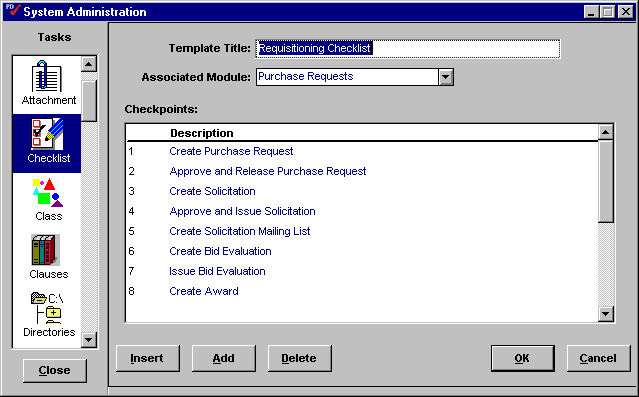 PD System Administration
Tasks
Attachment
Checklist
Class
Clauses
C:\
Directories
Close
Template Title: Requisitioning Checklist
Associated Module: Purchase Requests
Checkpoints:
Description
1 Create Purchase Request
2 Approve and Release Purchase Request
3 Create Solicitation
4 Approve and Issue Solicitation
5 Create Solicitation Mailing List
6 Create Bid Evaluation
7 Issue Bid Evaluation
8 Create Award
Insert Add Delete OK Cancel